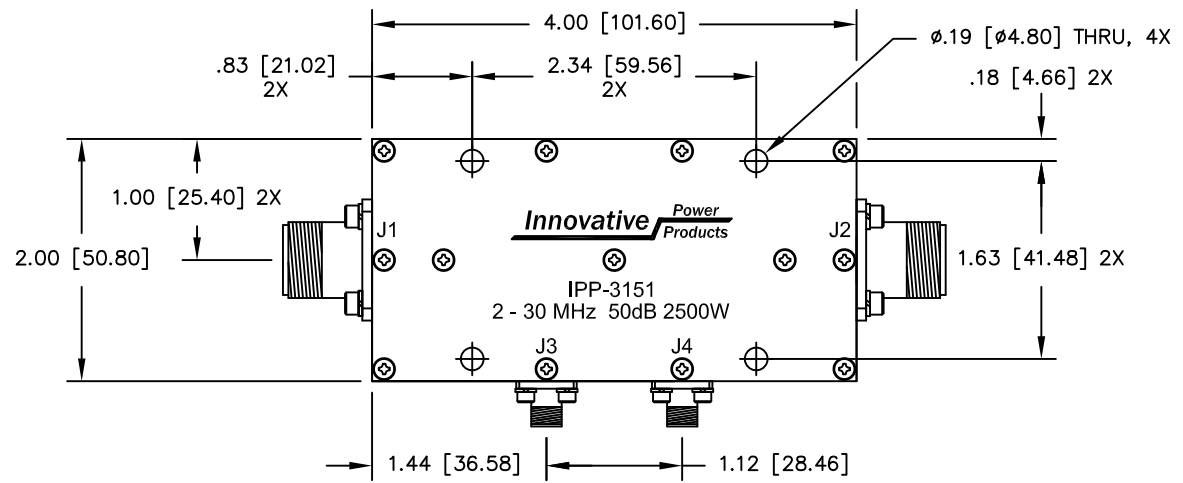 4.00 [101.60]
ø.19 [ø4.80] THRU, 4X
.83 [21.02]
2X
2.34 [59.56]
2X
.18 [4.66] 2X
1.00 [25.40] 2X
Innovative Power
Products
J1
J2
2.00 [50.80]
1.63 [41.48] 2X
IPP-3151
2 - 30 MHz 50dB 2500W
J3
J4
1.44 [36.58]
1.12 [28.46]